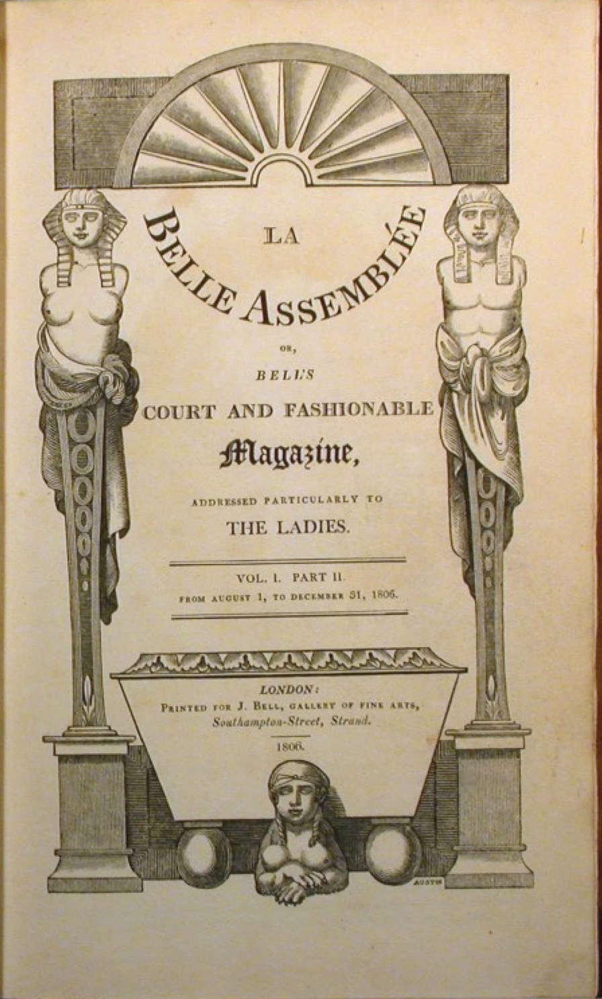 LA
BELLE ASSEMBLÉE
OR,
BELL'S
COURT AND FASHIONABLE
Magazine,
ADDRESSED PARTICULARLY TO
THE LADIES.
VOL. I. PART II.
FROM AUGUST 1, TO DECEMBER 31, 1806.
LONDON:
PRINTED FOR J. BELL, GALLERY OF FINE ARTS,
Southampton-Street, Strand.
1806.
AUSTIN